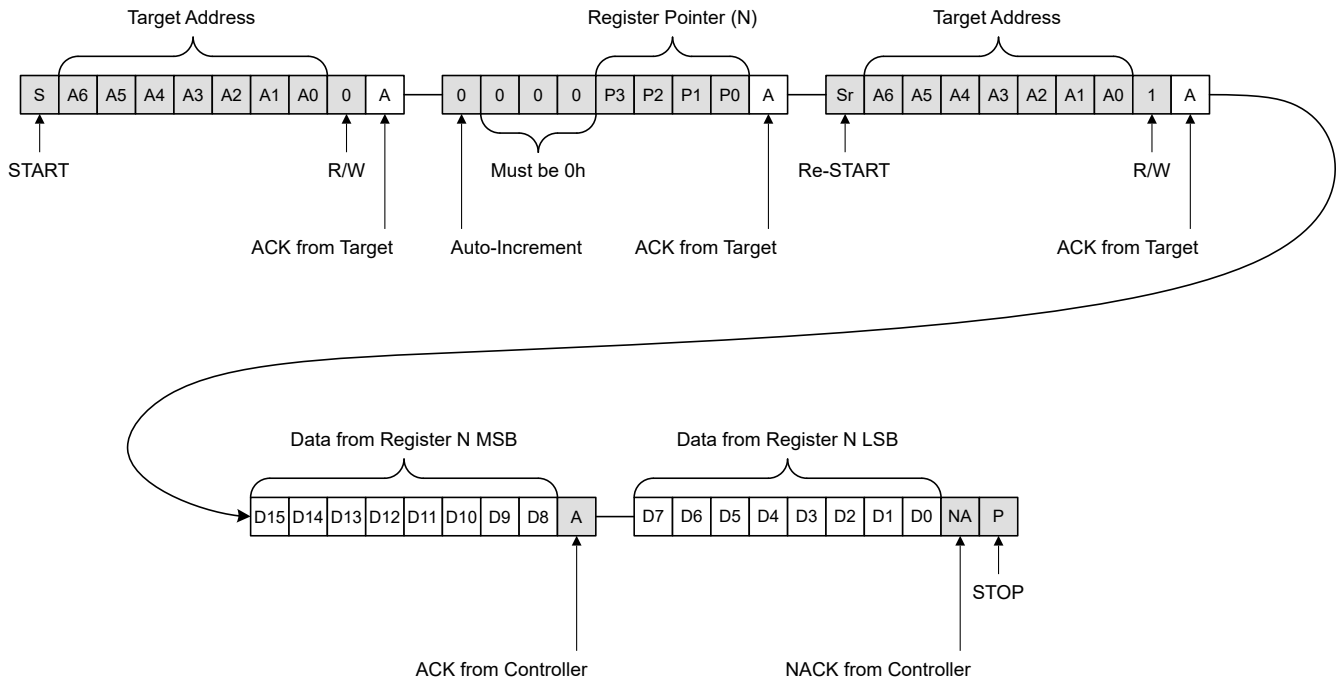 Target Address Register Pointer (N) Target Address
S A6 A5 A4 A3 A2 A1 A0 0 A 0 0 0 0 P3 P2 P1 P0 A Sr A6 A5 A4 A3 A2 A1 A0 1 A
START R/W Must be 0h Re-START R/W
ACK from Target Auto-Increment ACK from Target ACK from Target
Data from Register N MSB Data from Register N LSB
D15 D14 D13 D12 D11 D10 D9 D8 A D7 D6 D5 D4 D3 D2 D1 D0 NA P
STOP
ACK from Controller NACK from Controller